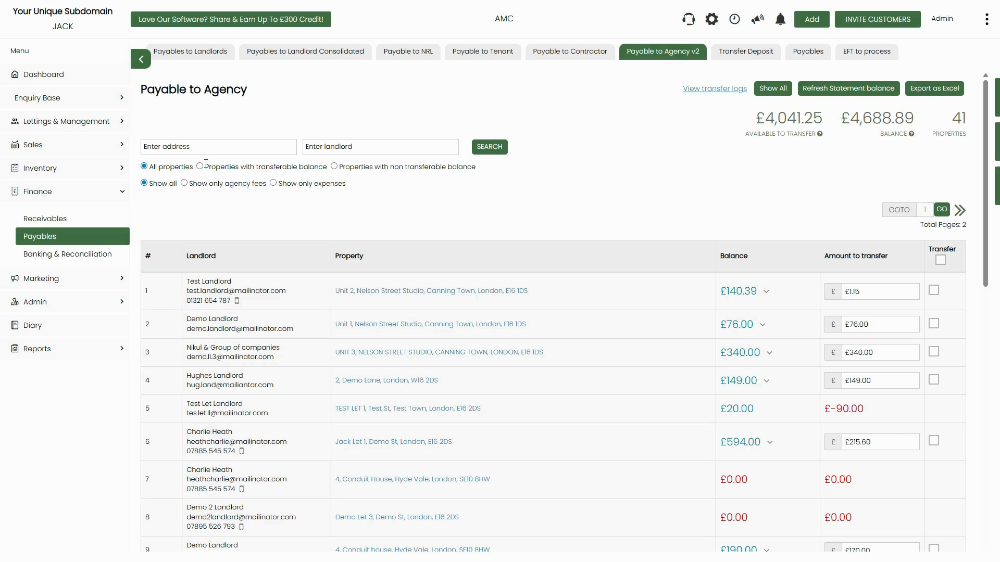 Your Unique Subdomain
JACK
Love Our Software? Share & Earn Up To £300 Credit!
AMC
Add
INVITE CUSTOMERS
Admin
Menu
Dashboard
Enquiry Base
Lettings & Management
Sales
Inventory
Finance
Receivables
Payables
Banking & Reconciliation
Marketing
Admin
Diary
Reports
Payables to Landlords
Payables to Landlord Consolidated
Payable to NRL
Payable to Tenant
Payable to Contractor
Payable to Agency v2
Transfer Deposit
Payables
EFT to process
Payable to Agency
View transfer logs
Show All
Refresh Statement balance
Export as Excel
£4,041.25
AVAILABLE TO TRANSFER
£4,688.89
BALANCE
41
PROPERTIES
Enter address
Enter landlord
SEARCH
All properties
Properties with transferable balance
Properties with non transferable balance
Show all
Show only agency fees
Show only expenses
GOTO
1
GO
Total Pages: 2
# Landlord Property Balance Amount to transfer Transfer
1
Test Landlord
test.landlord@mailinator.com
01321 654 787
Unit 2, Nelson Street Studio, Canning Town, London, E16 1DS
£140.39
£ £1.15
2
Demo Landlord
demo.landlord@mailinator.com
Unit 1, Nelson Street Studio, Canning Town, London, E16 1DS
£76.00
£ £76.00
3
Nikul & Group of companies
demo.ll.3@mailinator.com
UNIT 3, NELSON STREET STUDIO, CANNING TOWN, LONDON, E16 1DS
£340.00
£ £340.00
4
Hughes Landlord
hug.land@mailiantor.com
2, Demo Lane, London, W16 2DS
£149.00
£ £149.00
5
Test Let Landlord
tes.let.ll@mailinator.com
TEST LET 1, Test St, Test Town, London, E16 2DS
£20.00
£-90.00
6
Charlie Heath
heathcharlie@mailinator.com
07885 545 574
Jack Let 1, Demo St, London, E16 2DS
£594.00
£ £215.60
7
Charlie Heath
heathcharlie@mailinator.com
07885 545 574
4, Conduit House, Hyde Vale, London, SE10 8HW
£0.00
£0.00
8
Demo 2 Landlord
demo2landlord@mailinator.com
07895 526 793
Demo Let 3, Demo St, London, E16 2DS
£0.00
£0.00
9
Demo Landlord
4, Conduit house, Hyde Vale, London, SE10 8HW
£190.00
£ £170.00